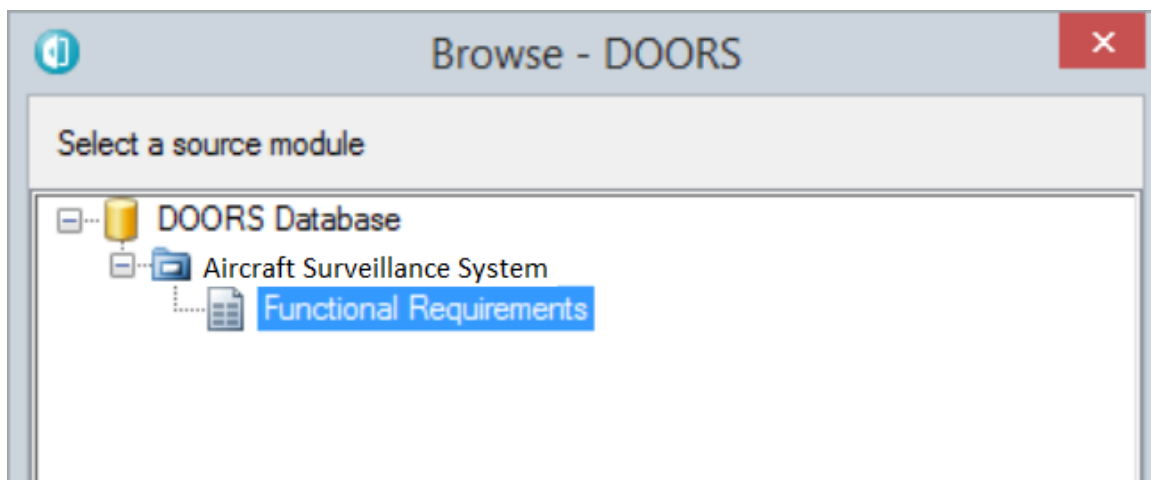 Browse - DOORS
Select a source module
DOORS Database
Aircraft Surveillance System
Functional Requirements